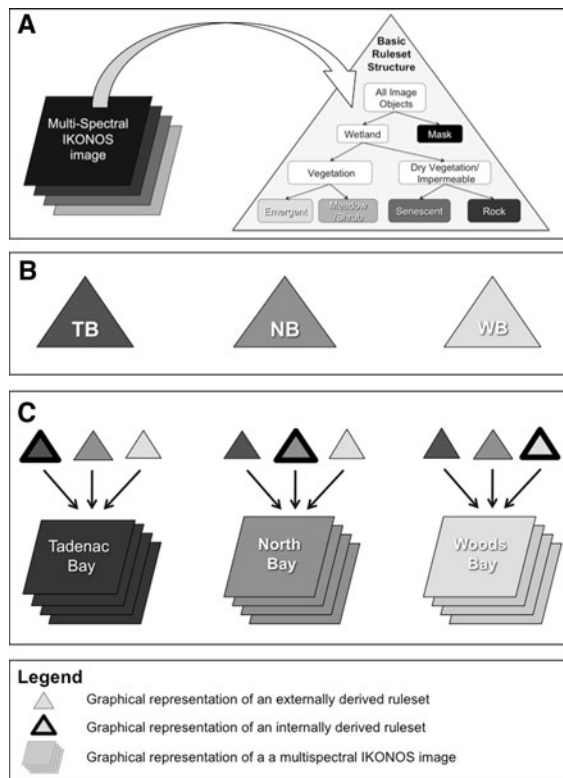 A
Basic
Ruleset
Structure
Multi-Spectral
IKONOS
image
All Image
Objects
Wetland
Mask
Vegetation
Dry Vegetation/
Impermeable
Emergent
Meadow
/Shrub
Senescent
Rock
B
TB
NB
WB
C
Tadenac
Bay
North
Bay
Woods
Bay
Legend
Graphical representation of an externally derived ruleset
Graphical representation of an internally derived ruleset
Graphical representation of a a multispectral IKONOS image